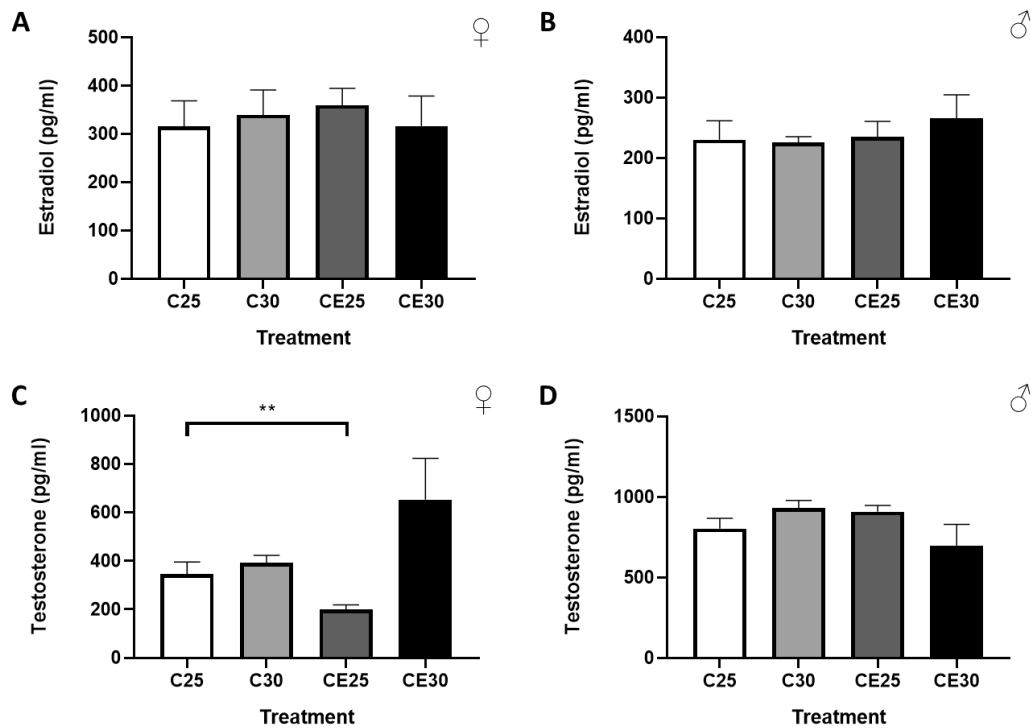 A
♀
Estradiol (pg/ml)
500
400
300
200
100
0
C25 C30 CE25 CE30
Treatment
B
♂
Estradiol (pg/ml)
400
300
200
100
0
C25 C30 CE25 CE30
Treatment
C
♀
Testosterone (pg/ml)
1000
800
600
400
200
0
**
C25 C30 CE25 CE30
Treatment
D
♂
Testosterone (pg/ml)
1500
1000
500
0
C25 C30 CE25 CE30
Treatment